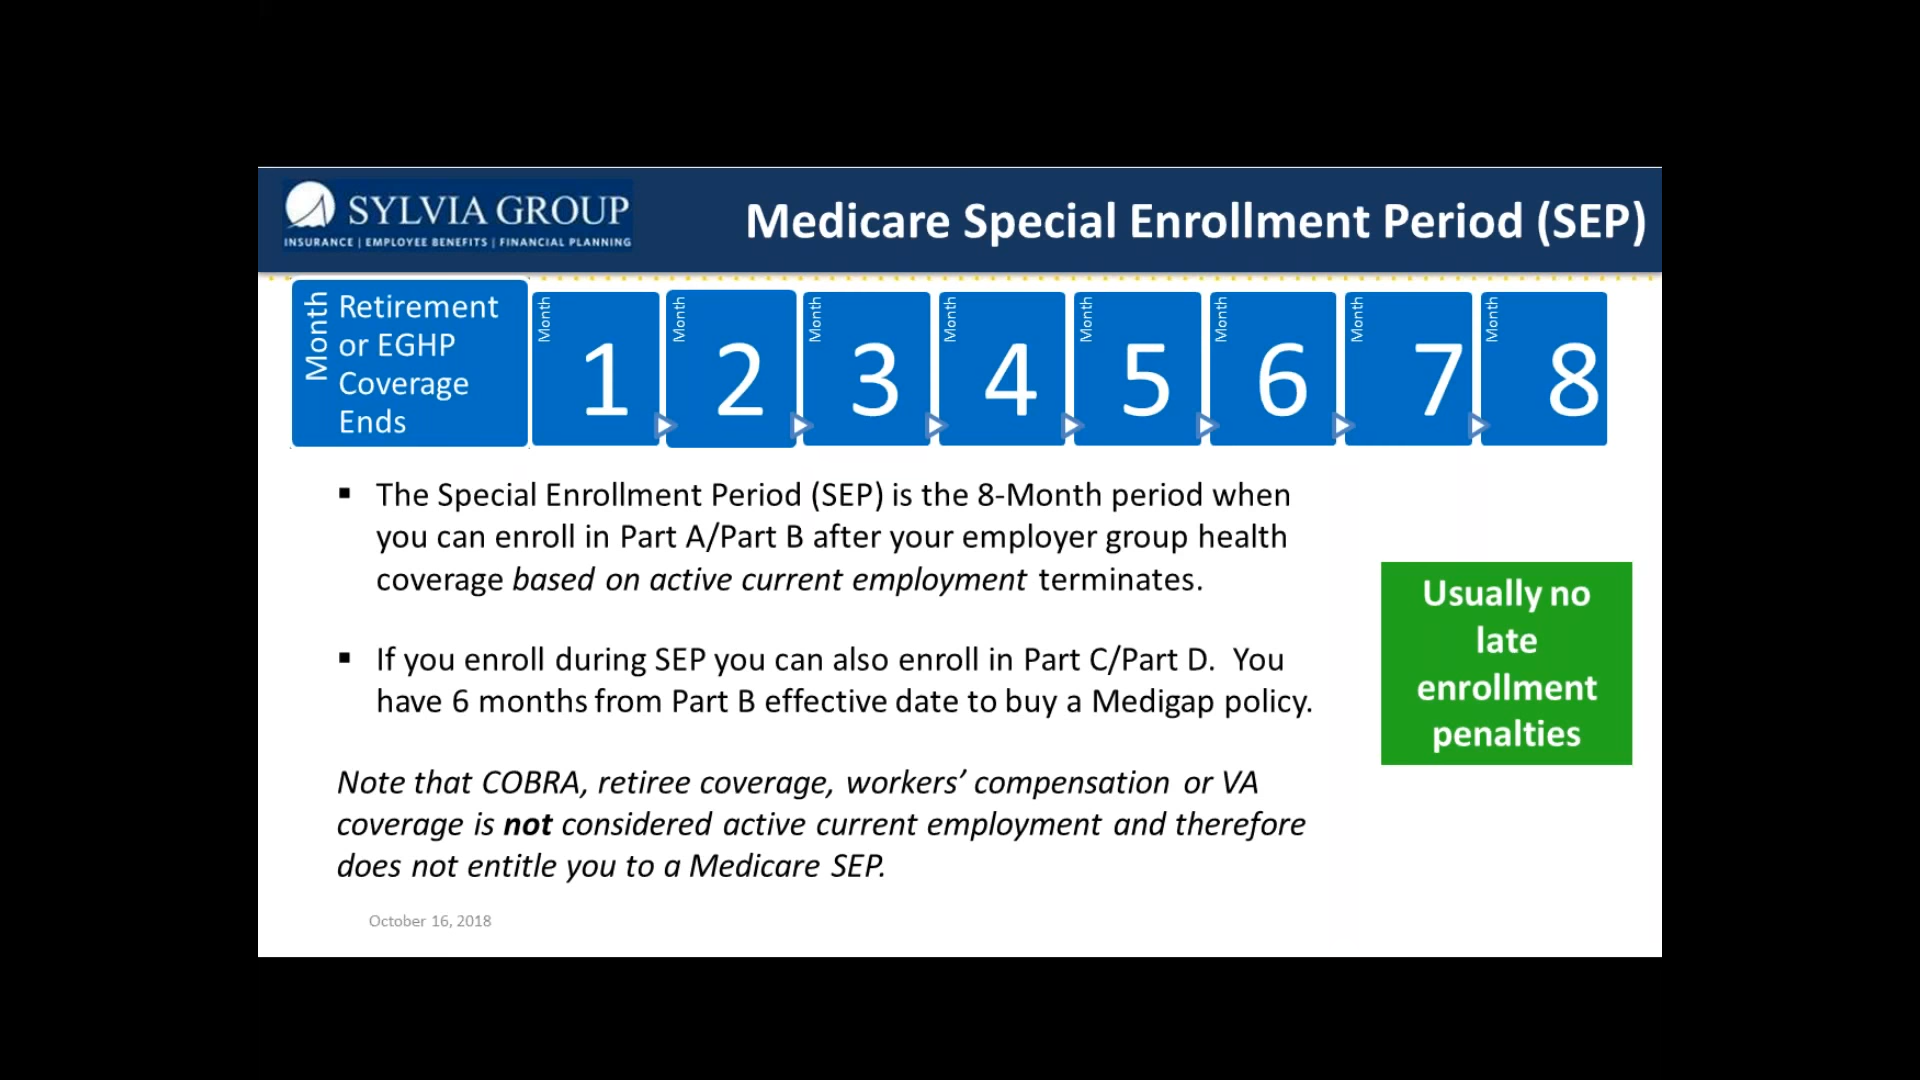 SYLVIA GROUP
INSURANCE | EMPLOYEE BENEFITS | FINANCIAL PLANNING
Medicare Special Enrollment Period (SEP)
Month
Retirement
or EGHP
Coverage
Ends
Month
1
Month
2
Month
3
Month
4
Month
5
Month
6
Month
7
Month
8
▪ The Special Enrollment Period (SEP) is the 8-Month period when
you can enroll in Part A/Part B after your employer group health
coverage based on active current employment terminates.
▪ If you enroll during SEP you can also enroll in Part C/Part D. You
have 6 months from Part B effective date to buy a Medigap policy.
Usually no
late
enrollment
penalties
Note that COBRA, retiree coverage, workers’ compensation or VA
coverage is not considered active current employment and therefore
does not entitle you to a Medicare SEP.
October 16, 2018